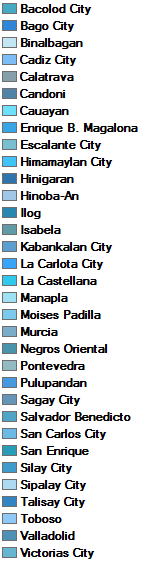 Bacolod City
Bago City
Binalbagan
Cadiz City
Calatrava
Candoni
Cauayan
Enrique B. Magalona
Escalante City
Himamaylan City
Hinigaran
Hinoba-An
Ilog
Isabela
Kabankalan City
La Carlota City
La Castellana
Manapla
Moises Padilla
Murcia
Negros Oriental
Pontevedra
Pulupandan
Sagay City
Salvador Benedicto
San Carlos City
San Enrique
Silay City
Sipalay City
Talisay City
Toboso
Valladolid
Victorias City